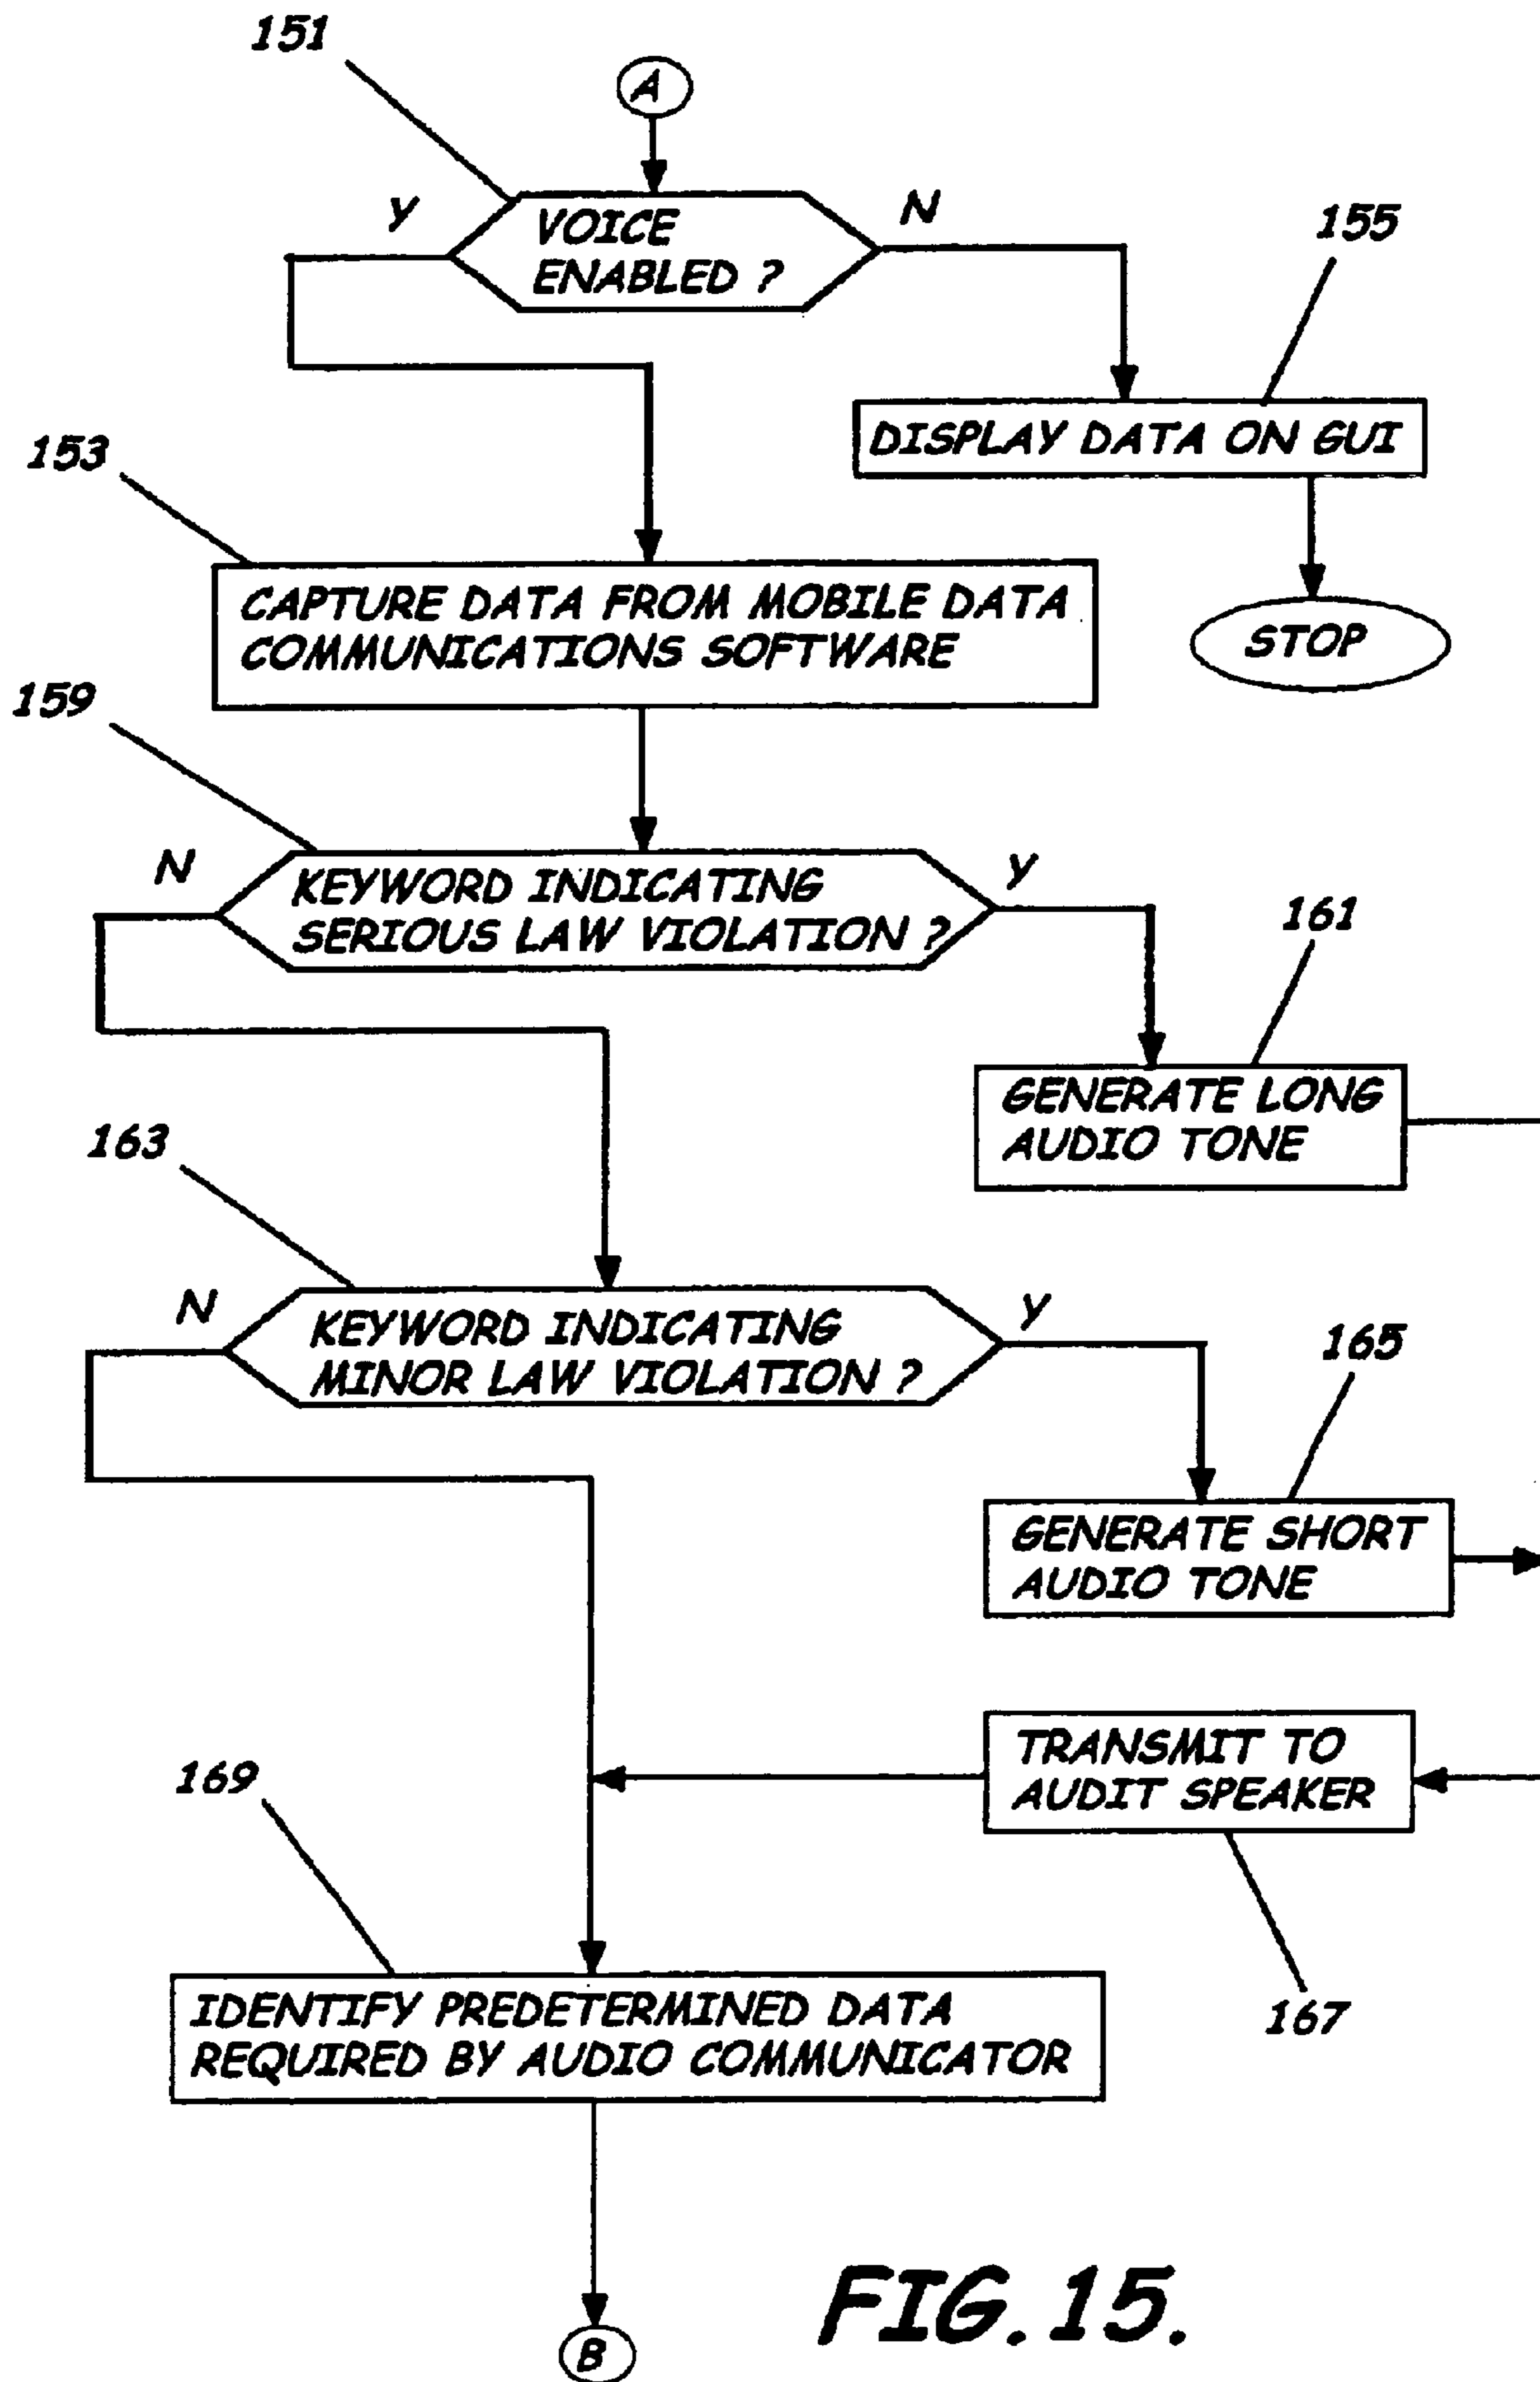 151
A
Y
VOICE
ENABLED ?
N
155
DISPLAY DATA ON GUI
STOP
153
CAPTURE DATA FROM MOBILE DATA
COMMUNICATIONS SOFTWARE
159
N
KEYWORD INDICATING
SERIOUS LAW VIOLATION ?
Y
161
GENERATE LONG
AUDIO TONE
163
N
KEYWORD INDICATING
MINOR LAW VIOLATION ?
Y
165
GENERATE SHORT
AUDIO TONE
TRANSMIT TO
AUDIT SPEAKER
167
169
IDENTIFY PREDETERMINED DATA
REQUIRED BY AUDIO COMMUNICATOR
B
FIG. 15.